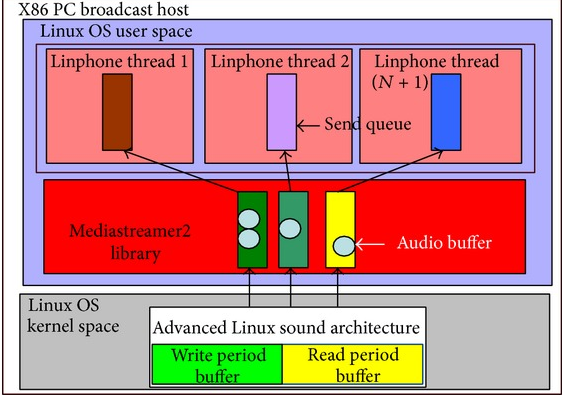 X86 PC broadcast host
Linux OS user space
Linphone thread 1
Linphone thread 2
Linphone thread
(N + 1)
Send queue
Mediastreamer2
library
Audio buffer
Linux OS
kernel space
Advanced Linux sound architecture
Write period
buffer
Read period
buffer